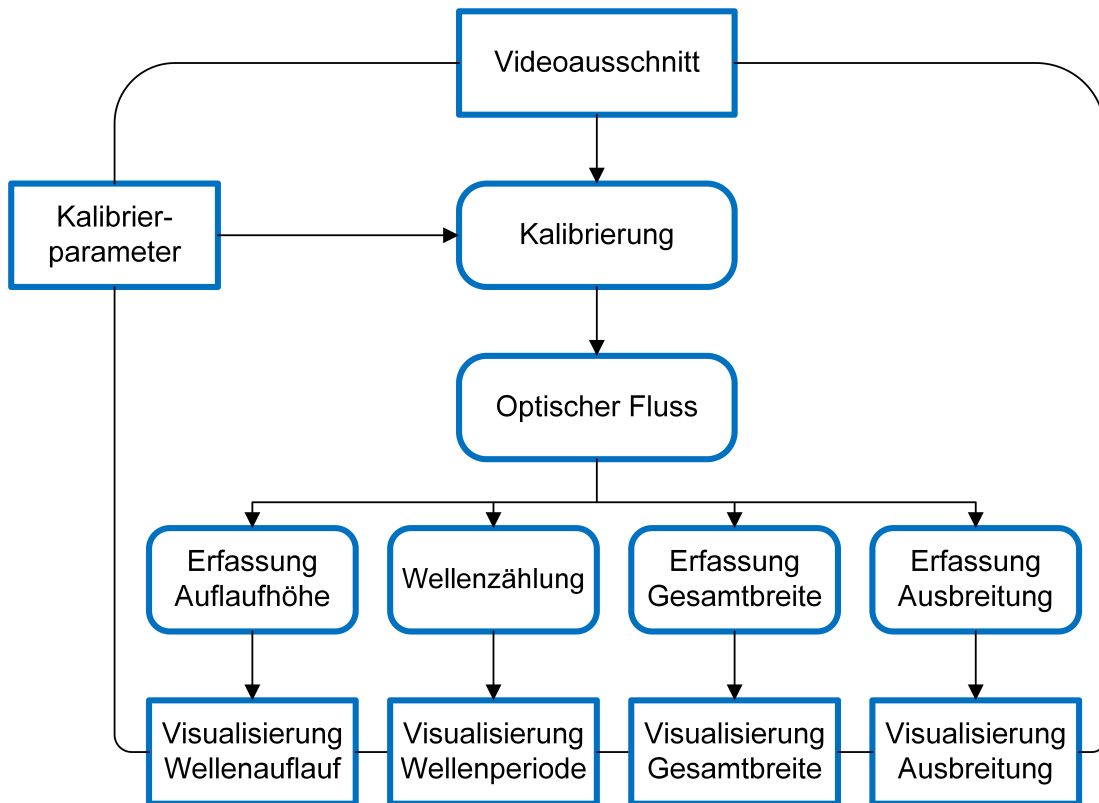 Videoausschnitt
Kalibrier-
parameter
Kalibrierung
Optischer Fluss
Erfassung
Auflaufhöhe
Wellenzählung
Erfassung
Gesamtbreite
Erfassung
Ausbreitung
Visualisierung
Wellenauflauf
Visualisierung
Wellenperiode
Visualisierung
Gesamtbreite
Visualisierung
Ausbreitung